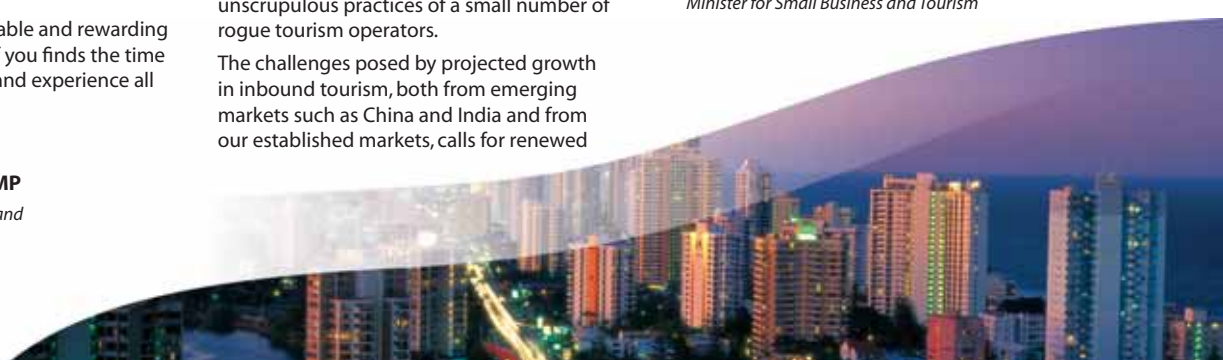 able and rewarding
you finds the time
and experience all
MP
and
unscrupulous practices of a small number of
rogue tourism operators.
The challenges posed by projected growth
in inbound tourism, both from emerging
markets such as China and India and from
our established markets, calls for renewed
Minister for Small Business and Tourism